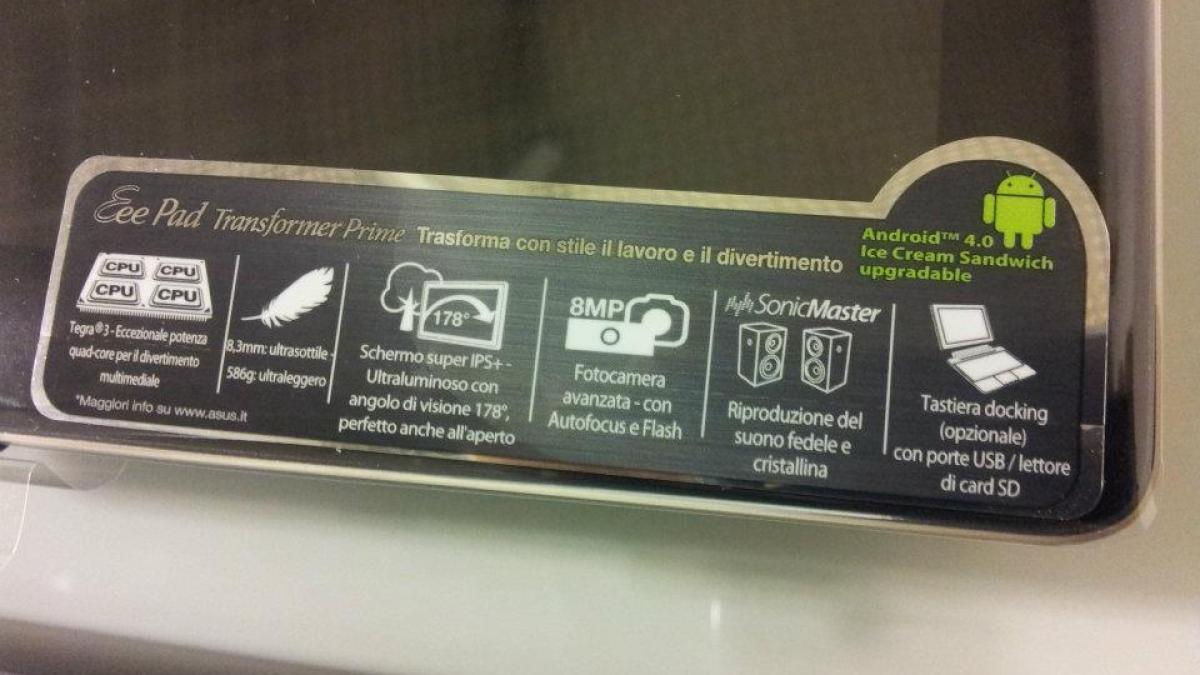 Eee Pad Transformer Prime Trasforma con stile il lavoro e il divertimento
Android™ 4.0
Ice Cream Sandwich
upgradable
CPU CPU
CPU CPU
Tegra®3 - Eccezionale potenza
quad-core per il divertimento
multimediale
*Maggiori info su www.asus.it
8,3mm: ultrasottile -
586g: ultraleggero
178°
Schermo super IPS+ -
Ultraluminoso con
angolo di visione 178°,
perfetto anche all'aperto
8MP
Fotocamera
avanzata - con
Autofocus e Flash
SonicMaster
Riproduzione del
suono fedele e
cristallina
Tastiera docking
(opzionale)
con porte USB / lettore
di card SD